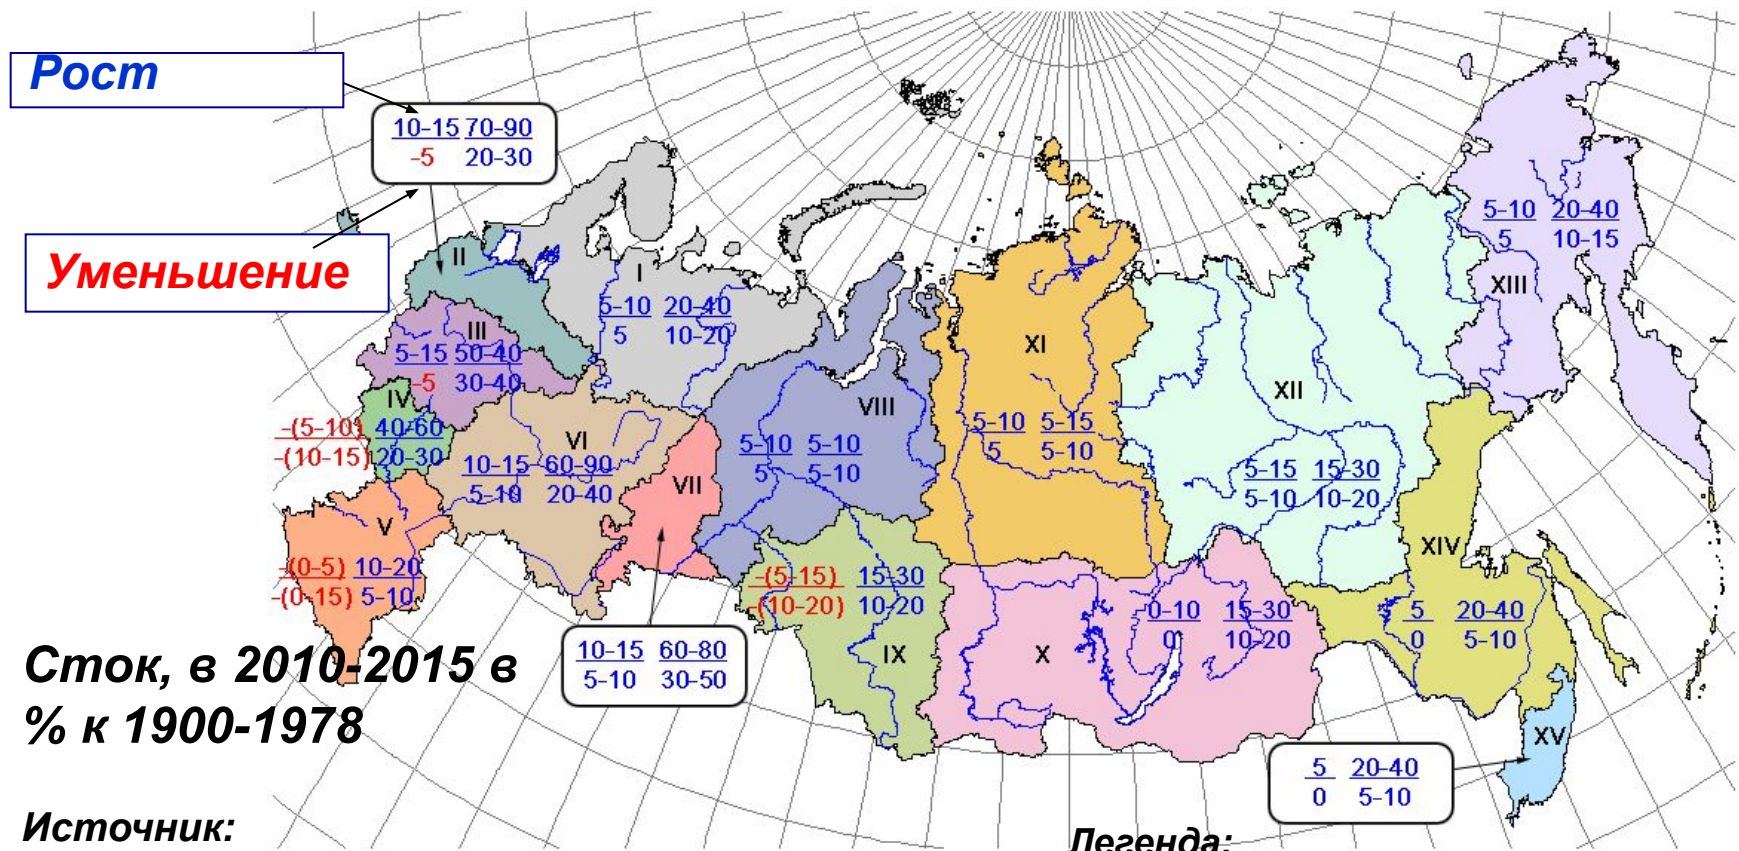 Рост
10-15 70-90
-5 20-30
Уменьшение
II
I
5-10 20-40
5 10-20
III
5-15 50-40
-5 30-40
IV
-(5-10) 40-60
-(10-15) 20-30
VI
10-15 60-90
5-10 20-40
V
-(0-5) 10-20
-(0-15) 5-10
VII
10-15 60-80
5-10 30-50
VIII
5-10 5-10
5 5-10
-(5-15) 15-30
-(10-20) 10-20
IX
XI
5-10 5-15
5 5-10
X
0-10 15-30
0 10-20
XII
5-15 15-30
5-10 10-20
5-10 20-40
5 10-15
XIII
XIV
5 20-40
0 5-10
XV
5 20-40
0 5-10
Сток, в 2010-2015 в
% к 1900-1978
Источник:
Легенда: